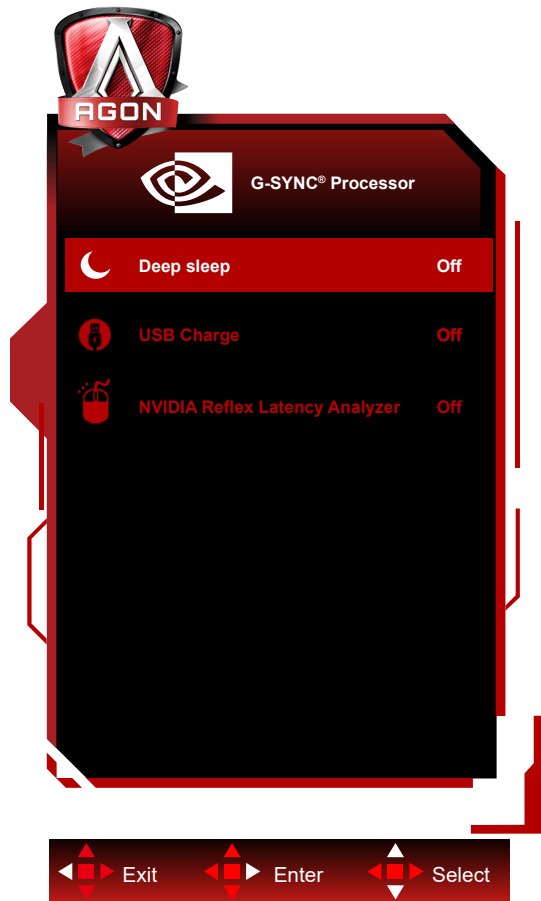 AGON
G-SYNC® Processor
Deep sleep Off
USB Charge Off
NVIDIA Reflex Latency Analyzer Off
Exit Enter Select